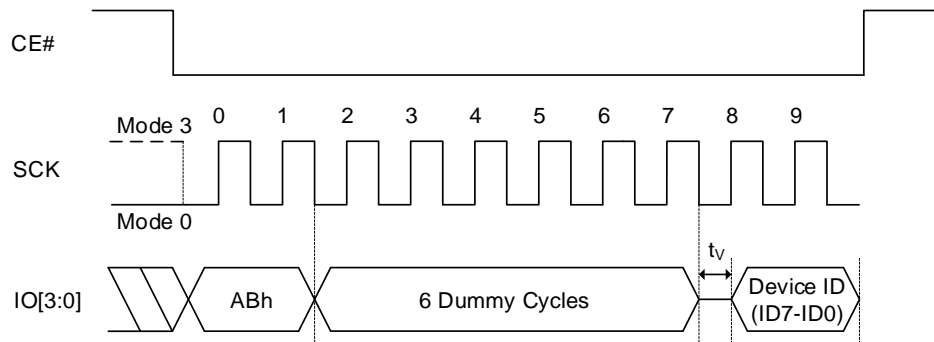 CE#
0 1 2 3 4 5 6 7 8 9
Mode 3
SCK
Mode 0
tV
IO[3:0]
ABh
6 Dummy Cycles
Device ID
(ID7-ID0)